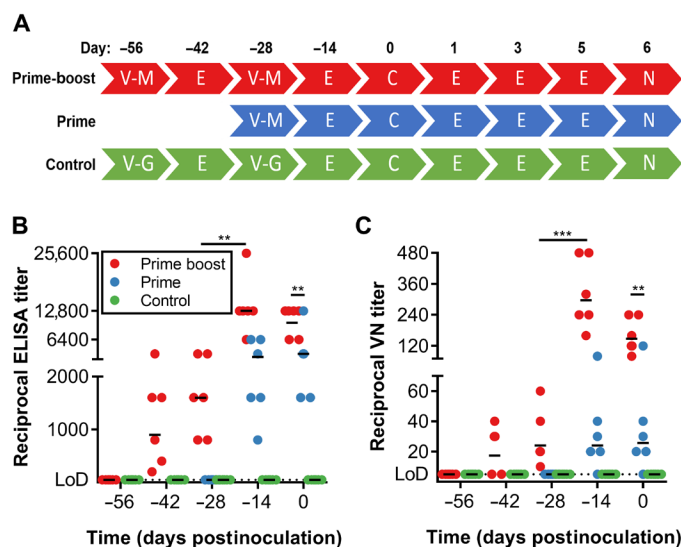 A
Day: –56 –42 –28 –14 0 1 3 5 6
Prime-boost V-M E V-M E C E E E N
Prime V-M E C E E E N
Control V-G E V-G E C E E E N
B
**
25,600
12,800
6400
2000
1000
LoD
Reciprocal ELISA titer
Prime boost
Prime
Control
**
–56 –42 –28 –14 0
Time (days postinoculation)
C
***
480
360
240
120
60
40
20
LoD
Reciprocal VN titer
**
–56 –42 –28 –14 0
Time (days postinoculation)